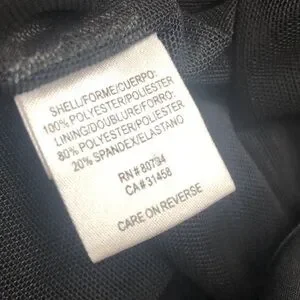 SHELL/FORME/CUERPO:
100% POLYESTER/POLIESTER
LINING/DOUBLURE/FORRO:
80% POLYESTER/POLIESTER
20% SPANDEX/ELASTANO
RN#80734
CA#31458
CARE ON REVERSE